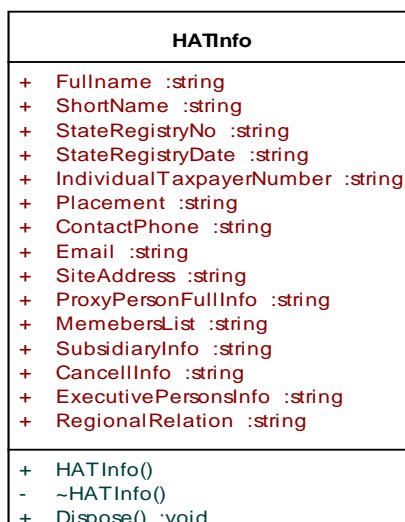 HATInfo
+ Fullname :string
+ ShortName :string
+ StateRegistryNo :string
+ StateRegistryDate :string
+ IndividualTaxpayerNumber :string
+ Placement :string
+ ContactPhone :string
+ Email :string
+ SiteAddress :string
+ ProxyPersonFullInfo :string
+ MemebersList :string
+ SubsidiaryInfo :string
+ CancellInfo :string
+ ExecutivePersonsInfo :string
+ RegionalRelation :string
+ HATInfo()
- ~HATInfo()
+ Dispose() :void